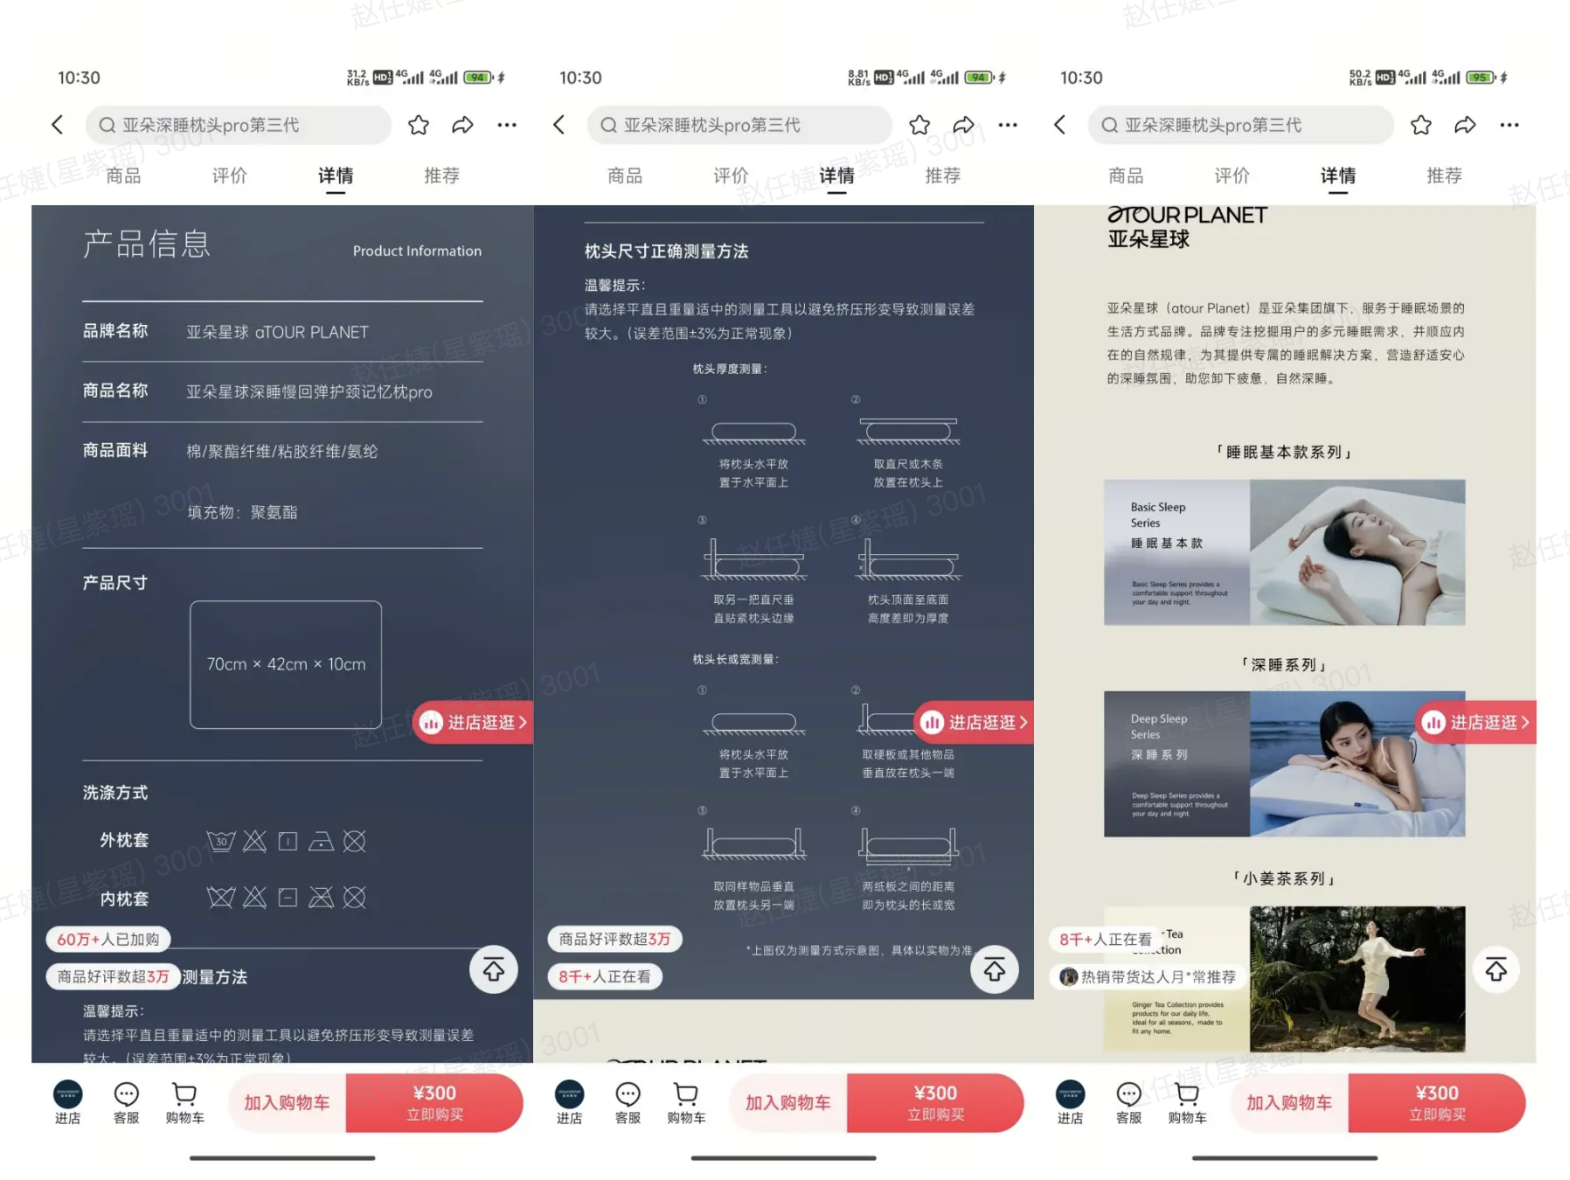 10:30
31.2 KB/s HD 4G 4G 94
亚朵深睡枕头pro第三代
商品 评价 详情 推荐
产品信息 Product Information
品牌名称 亚朵星球 aTOUR PLANET
商品名称 亚朵星球深睡慢回弹护颈记忆枕pro
商品面料 棉/聚酯纤维/粘胶纤维/氨纶
填充物：聚氨酯
产品尺寸
70cm × 42cm × 10cm
进店逛逛
洗涤方式
外枕套
30
内枕套
60万+人已加购
商品好评数超3万
测量方法
温馨提示：
请选择平直且重量适中的测量工具以避免挤压形变导致测量误差
较大。（误差范围±3%为正常现象）
进店 客服 购物车 加入购物车 ¥300 立即购买
10:30
8.81 KB/s HD 4G 4G 94
亚朵深睡枕头pro第三代
商品 评价 详情 推荐
枕头尺寸正确测量方法
温馨提示：
请选择平直且重量适中的测量工具以避免挤压形变导致测量误差
较大。（误差范围±3%为正常现象）
枕头厚度测量：
① ②
将枕头水平放 取直尺或木条
置于水平面上 放置在枕头上
③ ④
x
取另一把直尺垂 枕头顶面至底面
直贴紧枕头边缘 高度差即为厚度
枕头长或宽测量：
① ②
进店逛逛
将枕头水平放 取硬板或其他物品
置于水平面上 垂直放在枕头一端
③ ④
x
取同样物品垂直 两纸板之间的距离
放置枕头另一端 即为枕头的长或宽
商品好评数超3万
*上图仅为测量方式示意图，具体以实物为准
8千+人正在看
aTOUR PLANET
进店 客服 购物车 加入购物车 ¥300 立即购买
10:30
50.2 KB/s HD 4G 4G 95
亚朵深睡枕头pro第三代
商品 评价 详情 推荐
aTOUR PLANET
亚朵星球
亚朵星球（atour Planet）是亚朵集团旗下，服务于睡眠场景的
生活方式品牌。品牌专注挖掘用户的多元睡眠需求，并顺应内
在的自然规律，为其提供专属的睡眠解决方案，营造舒适安心
的深睡氛围，助您卸下疲惫，自然深睡。
「睡眠基本款系列」
Basic Sleep
Series
睡眠基本款
Basic Sleep Series provides a
comfortable support throughout
your day and night.
「深睡系列」
Deep Sleep
Series
深睡系列
进店逛逛
Deep Sleep Series provides a
comfortable support throughout
your day and night.
「小姜茶系列」
8千+人正在看
r Tea
ollection
热销带货达人月*常推荐
Ginger Tea Collection provides
products for our daily life,
ideal for all seasons, made to
fit any home.
进店 客服 购物车 加入购物车 ¥300 立即购买
赵任婕(星紫瑶) 3001